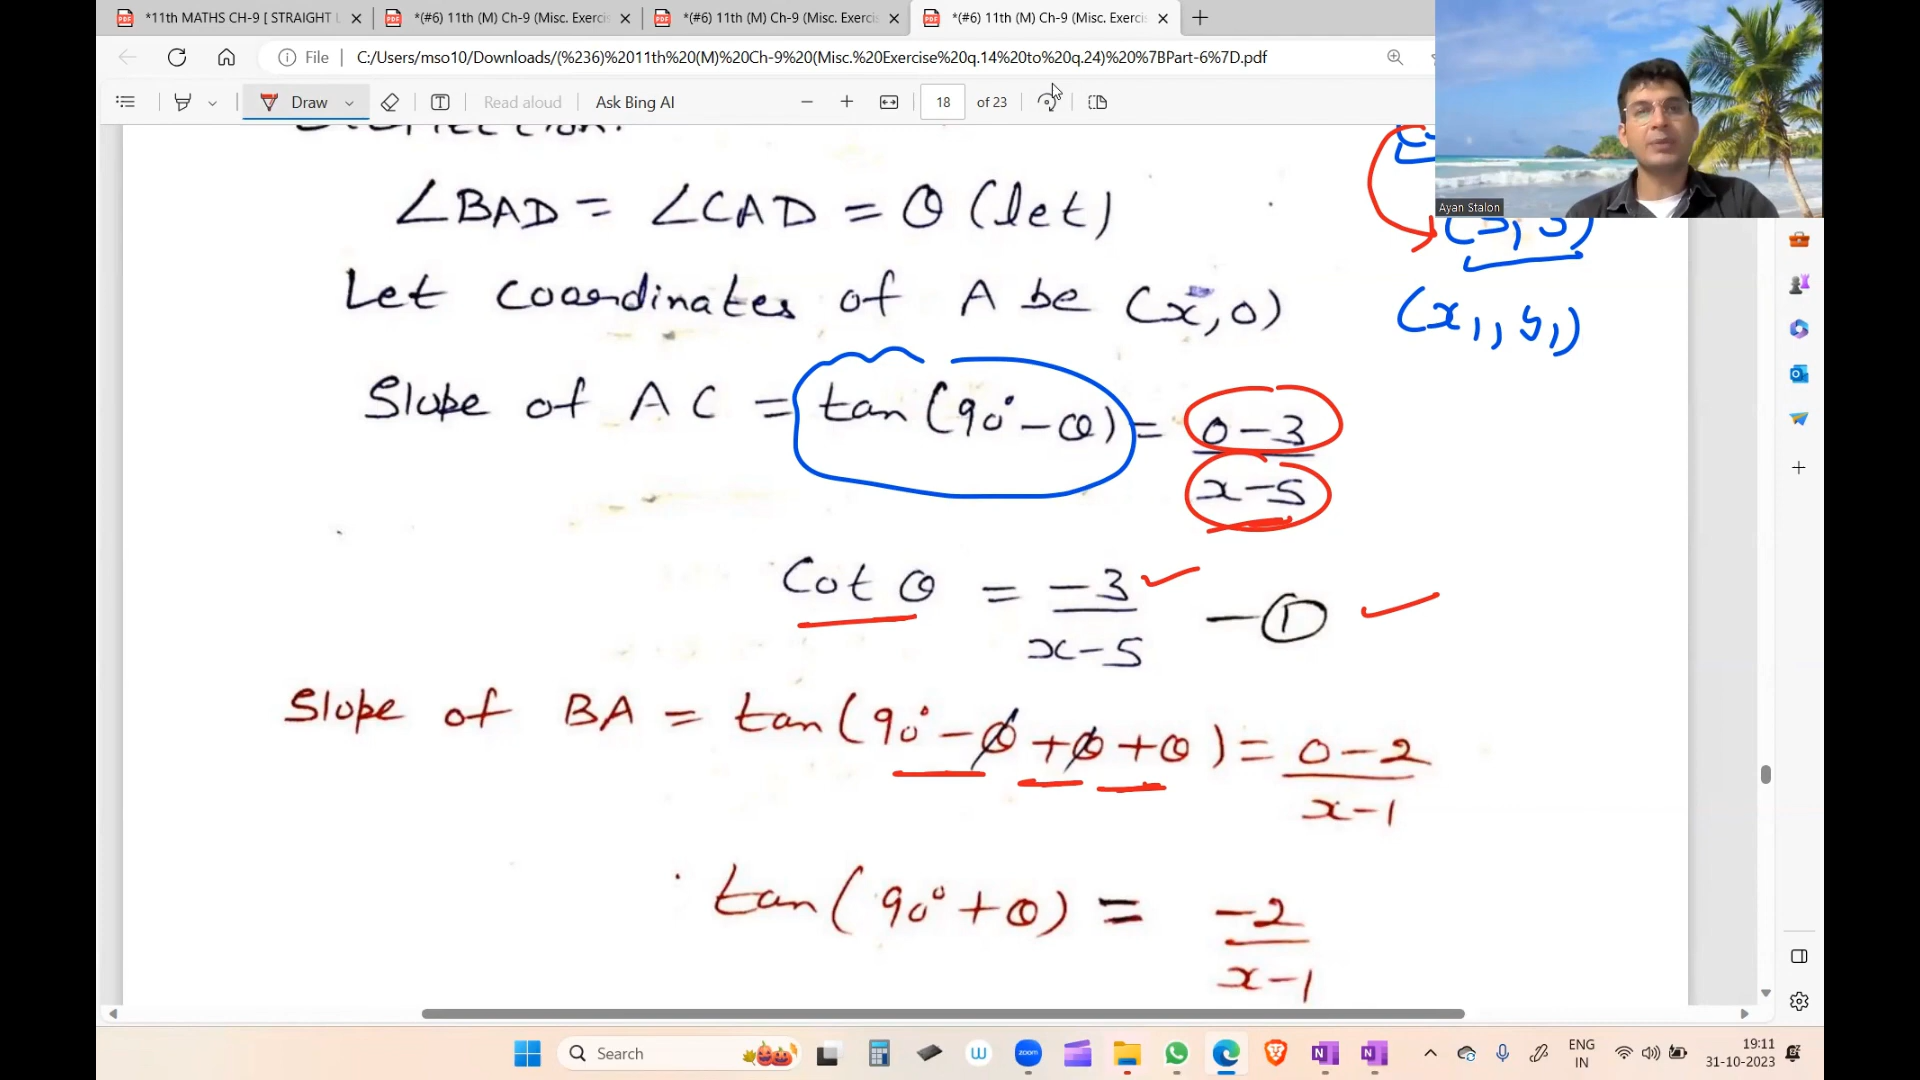 *11th MATHS CH-9 [ STRAIGHT L
*(#6) 11th (M) Ch-9 (Misc. Exercis
*(#6) 11th (M) Ch-9 (Misc. Exercis
*(#6) 11th (M) Ch-9 (Misc. Exercis
File
C:/Users/mso10/Downloads/(%236)%2011th%20(M)%20Ch-9%20(Misc.%20Exercise%20q.14%20to%20q.24)%20%7BPart-6%7D.pdf
Draw
Read aloud
Ask Bing AI
18 of 23
Ayan Stalon
∠BAD = ∠CAD = θ (let)
Let coordinates of A be (x, 0)
(x₁, y₁)
Slope of AC = tan(90° − θ) = 0 − 3
x − 5
Cot θ = −3
x − 5
— ①
Slope of BA = tan(90° − θ + θ + θ) = 0 − 2
x − 1
tan(90° + θ) = −2
x − 1
Search
zoom
ENG
IN
19:11
31-10-2023